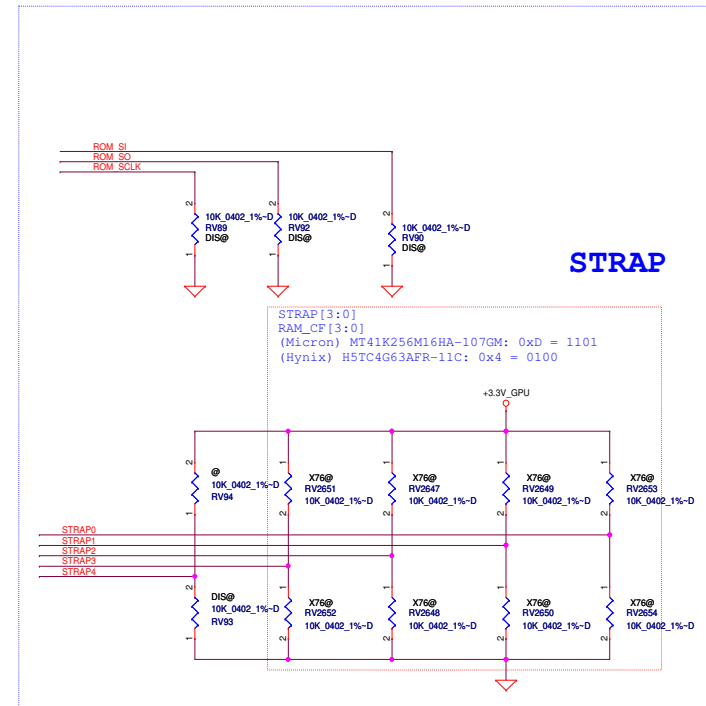 ROM_SI
ROM_SO
ROM_SCLK
2
2
2
10K_0402_1%~D
RV89
DIS@
10K_0402_1%~D
RV92
DIS@
10K_0402_1%~D
RV90
DIS@
1
1
1
STRAP
STRAP[3:0]
RAM_CF[3:0]
(Micron) MT41K256M16HA-107GM: 0xD = 1101
(Hynix) H5TC4G63AFR-11C: 0x4 = 0100
+3.3V_GPU
2
1
1
1
1
@
10K_0402_1%~D
RV94
X76@
RV2651
10K_0402_1%~D
X76@
RV2647
10K_0402_1%~D
X76@
RV2649
10K_0402_1%~D
X76@
RV2653
10K_0402_1%~D
1
2
2
2
2
STRAP0
STRAP1
STRAP2
STRAP3
STRAP4
2
1
1
1
1
DIS@
10K_0402_1%~D
RV93
X76@
RV2652
10K_0402_1%~D
X76@
RV2648
10K_0402_1%~D
X76@
RV2650
10K_0402_1%~D
X76@
RV2654
10K_0402_1%~D
1
2
2
2
2